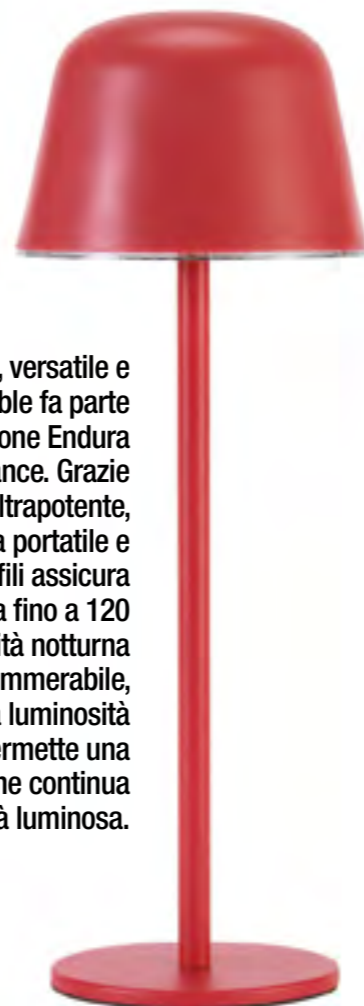 , versatile e
ble fa parte
one Endura
ance. Grazie
ltrapotente,
a portatile e
fili assicura
a fino a 120
ità notturna
mmerabile,
a luminosità
ermette una
ne continua
à luminosa.